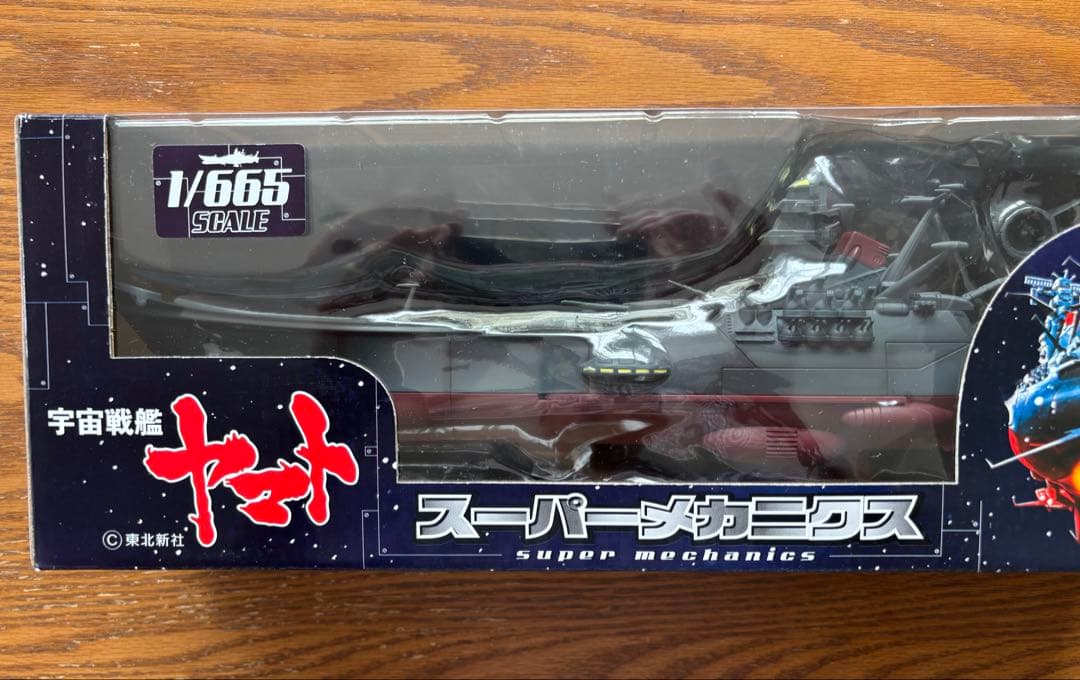 1/665
SCALE
宇宙戦艦
ヤマト
©東北新社
スーパーメカニクス
super mechanics